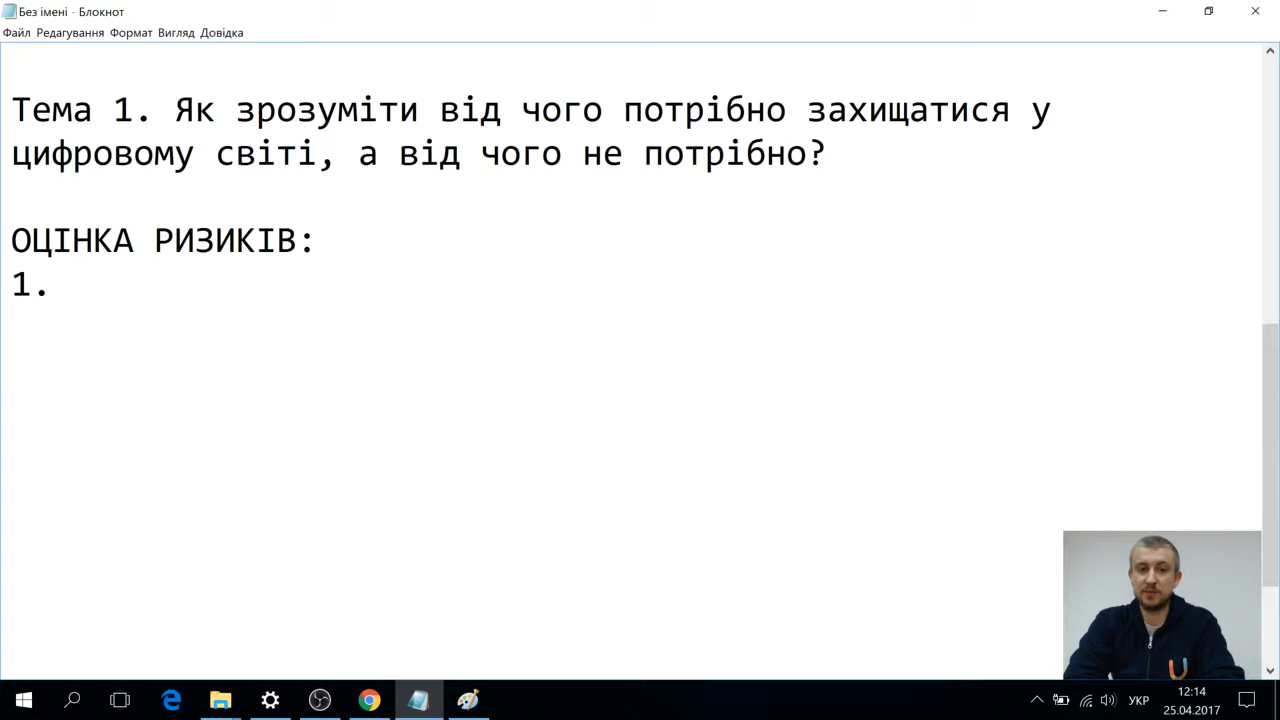 Без імені - Блокнот
Файл Редагування Формат Вигляд Довідка
Тема 1. Як зрозуміти від чого потрібно захищатися у
цифровому світі, а від чого не потрібно?
ОЦІНКА РИЗИКІВ:
1.
УКР
12:14
25.04.2017